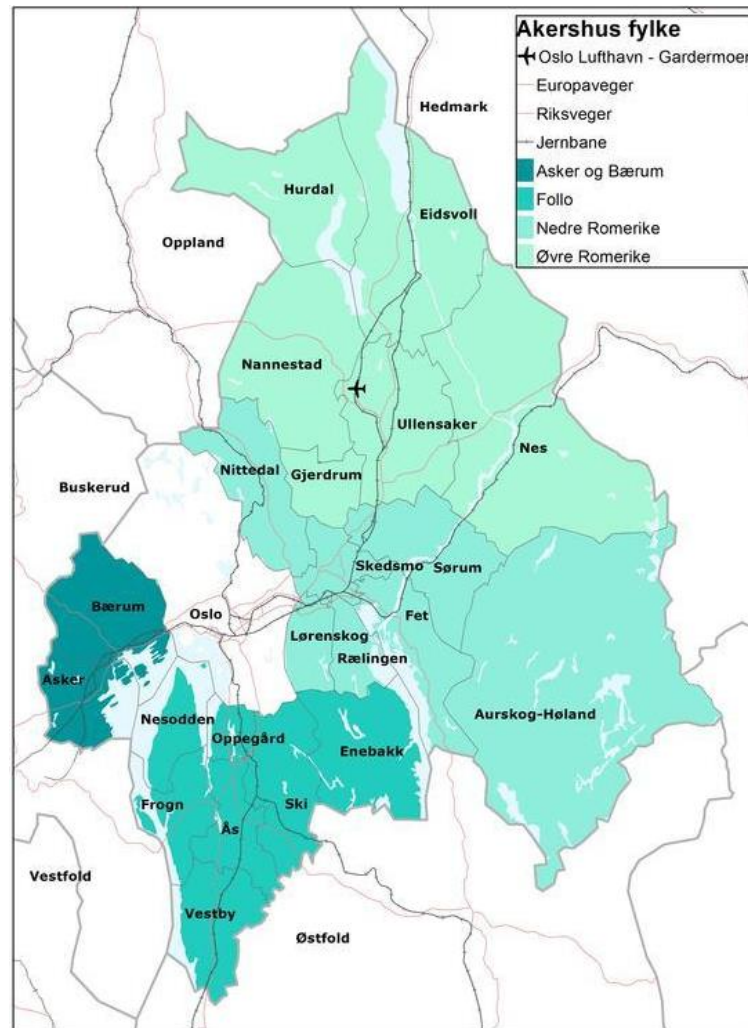 Akershus fylke
Oslo Lufthavn - Gardermoen
Europaveger
Riksveger
Jernbane
Asker og Bærum
Follo
Nedre Romerike
Øvre Romerike
Hedmark
Hurdal
Eidsvoll
Oppland
Nannestad
Ullensaker
Nes
Nittedal
Gjerdrum
Buskerud
Skedsmo
Sørum
Bærum
Oslo
Fet
Lørenskog
Rælingen
Asker
Nesodden
Aurskog-Høland
Oppegård
Enebakk
Frogn
Ski
Ås
Vestfold
Vestby
Østfold